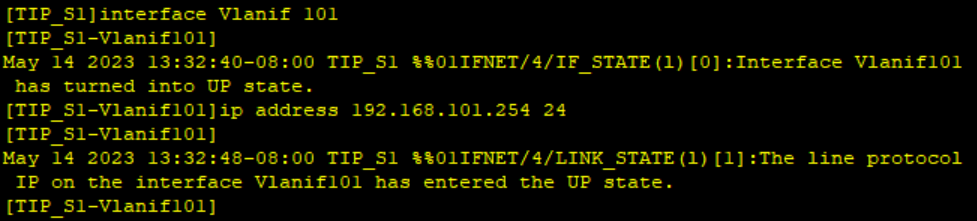 [TIP_S1]interface Vlanif 101
[TIP_S1-Vlanif101]
May 14 2023 13:32:40-08:00 TIP_S1 %%01IFNET/4/IF_STATE(l)[0]:Interface Vlanif101
has turned into UP state.
[TIP_S1-Vlanif101]ip address 192.168.101.254 24
[TIP_S1-Vlanif101]
May 14 2023 13:32:48-08:00 TIP_S1 %%01IFNET/4/LINK_STATE(l)[1]:The line protocol
IP on the interface Vlanif101 has entered the UP state.
[TIP_S1-Vlanif101]